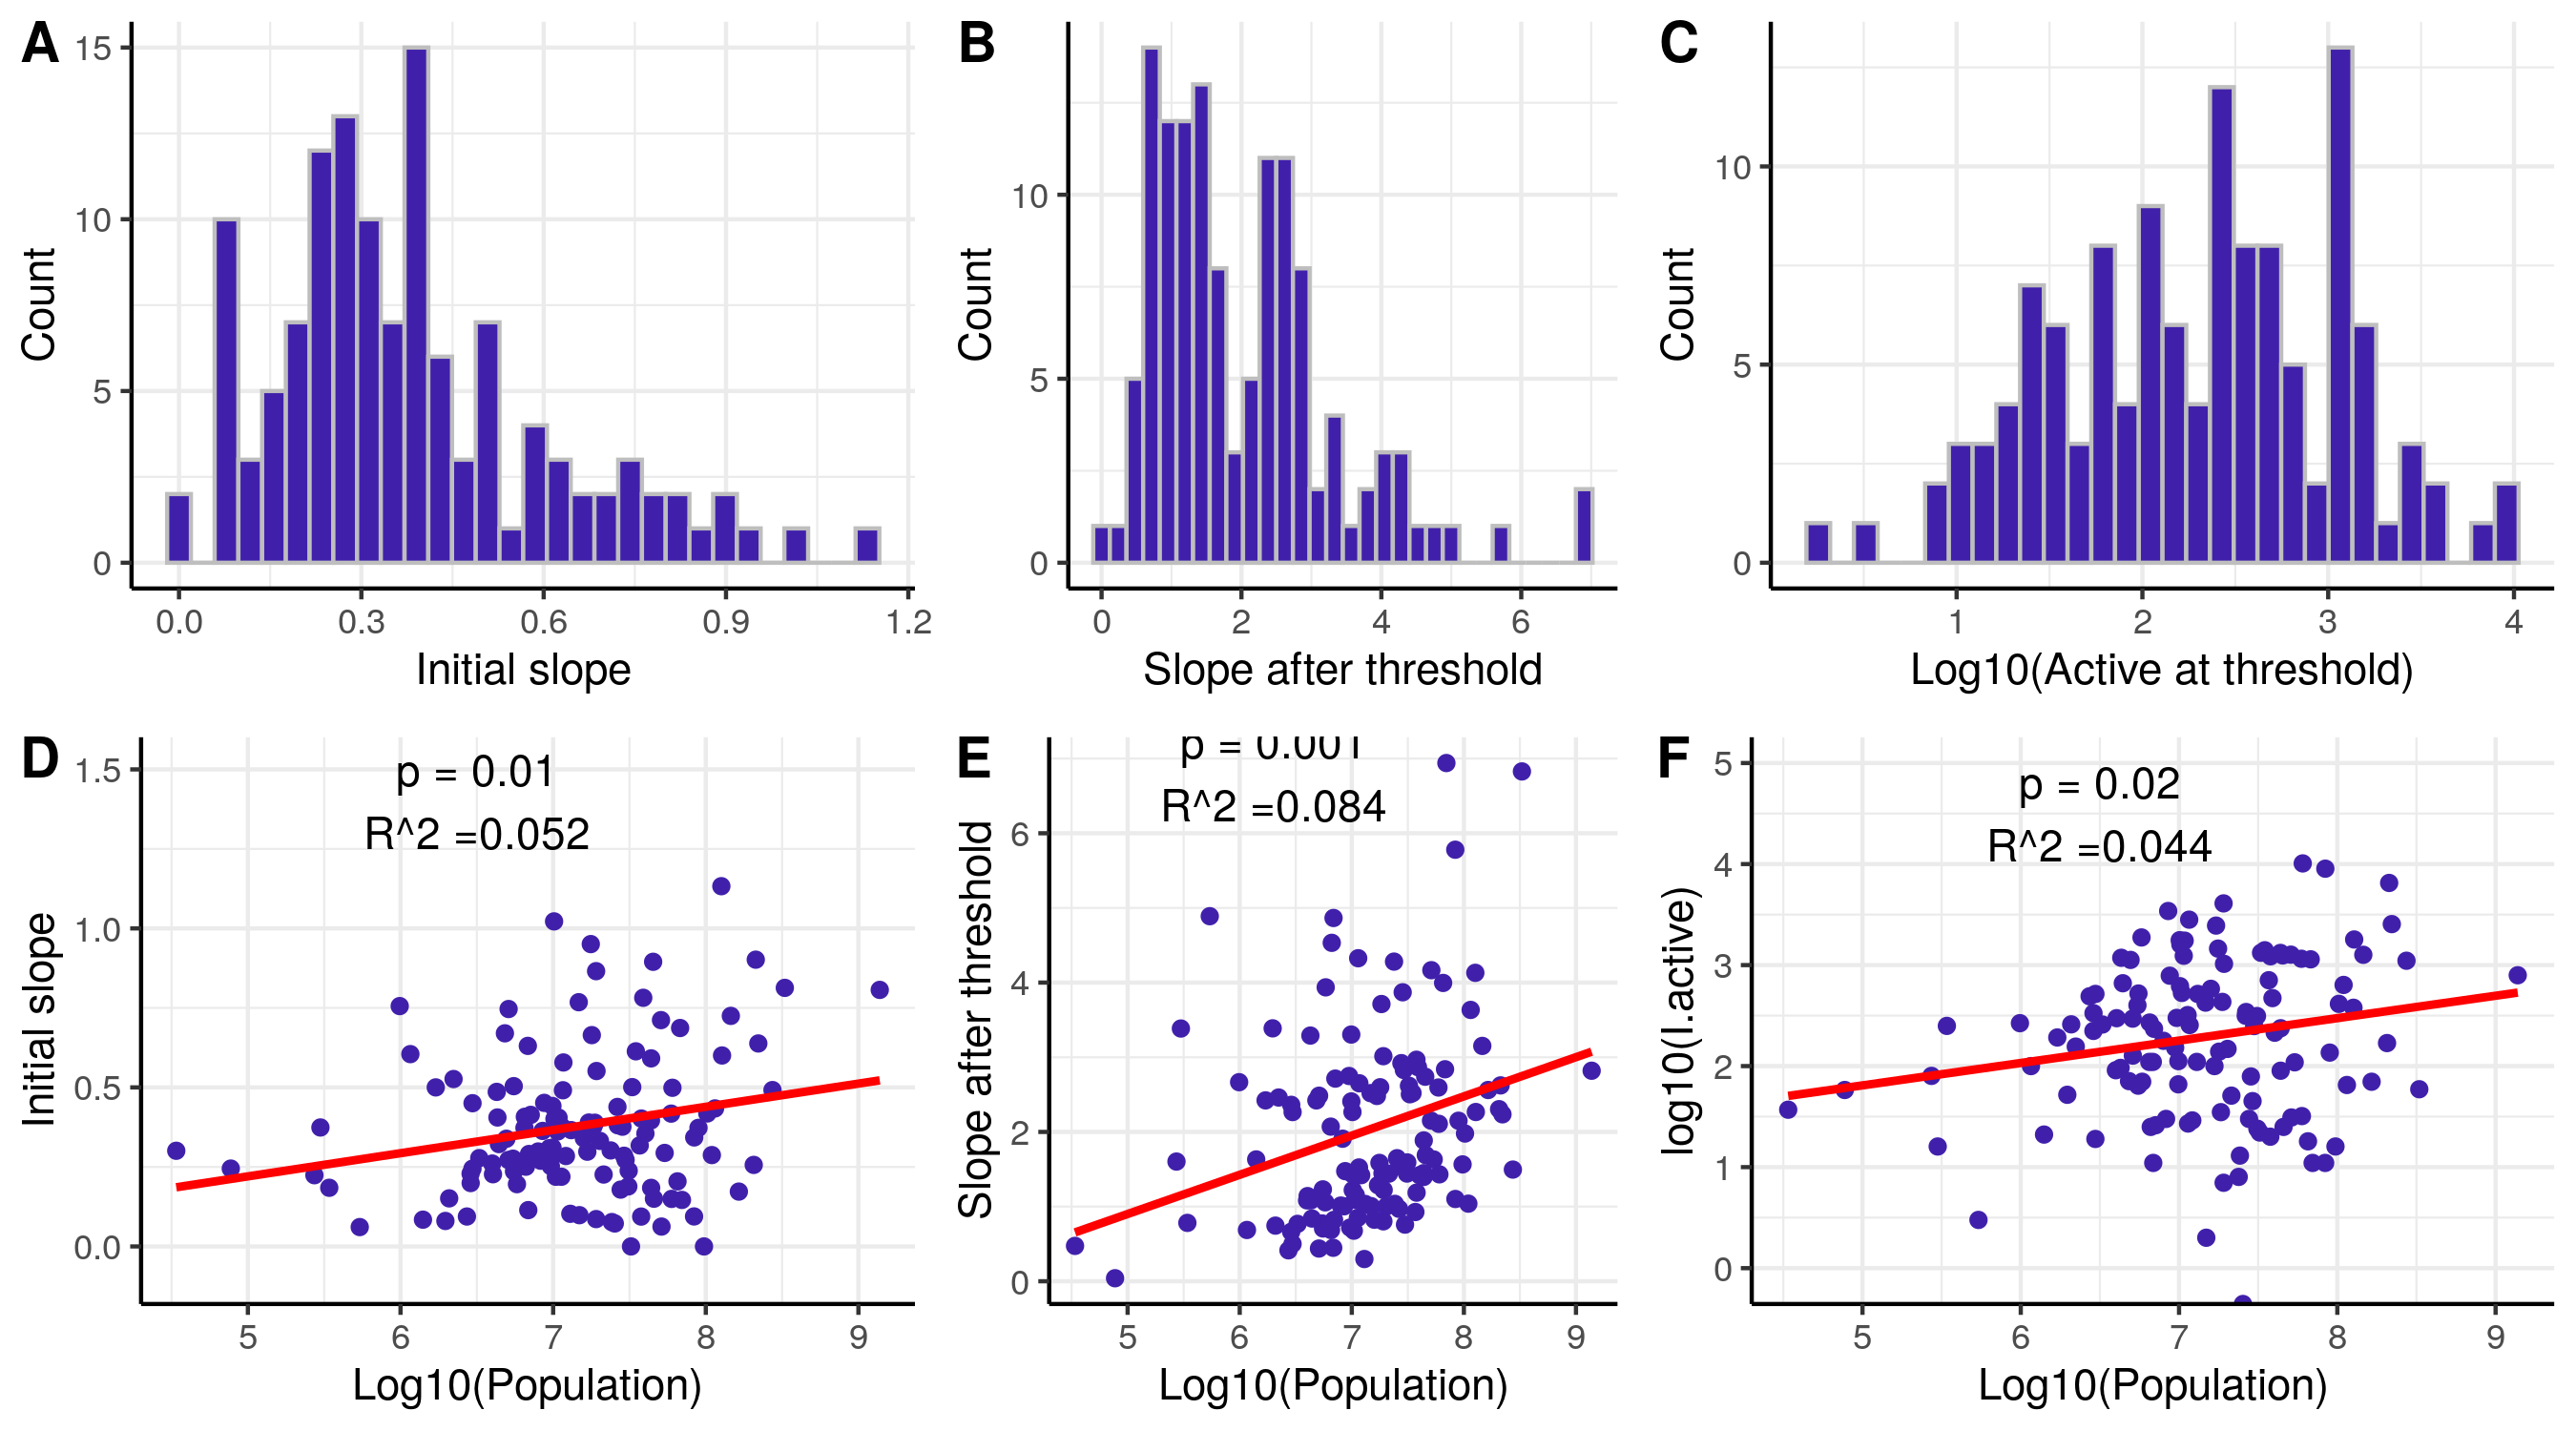 A
15
10
5
0
Count
0.0 0.3 0.6 0.9 1.2
Initial slope
B
10
5
0
Count
0 2 4 6
Slope after threshold
C
10
5
0
Count
1 2 3 4
Log10(Active at threshold)
D
1.5
1.0
0.5
0.0
Initial slope
p = 0.01
R^2 =0.052
5 6 7 8 9
Log10(Population)
E
6
4
2
0
Slope after threshold
p = 0.001
R^2 =0.084
5 6 7 8 9
Log10(Population)
F
5
4
3
2
1
0
log10(I.active)
p = 0.02
R^2 =0.044
5 6 7 8 9
Log10(Population)